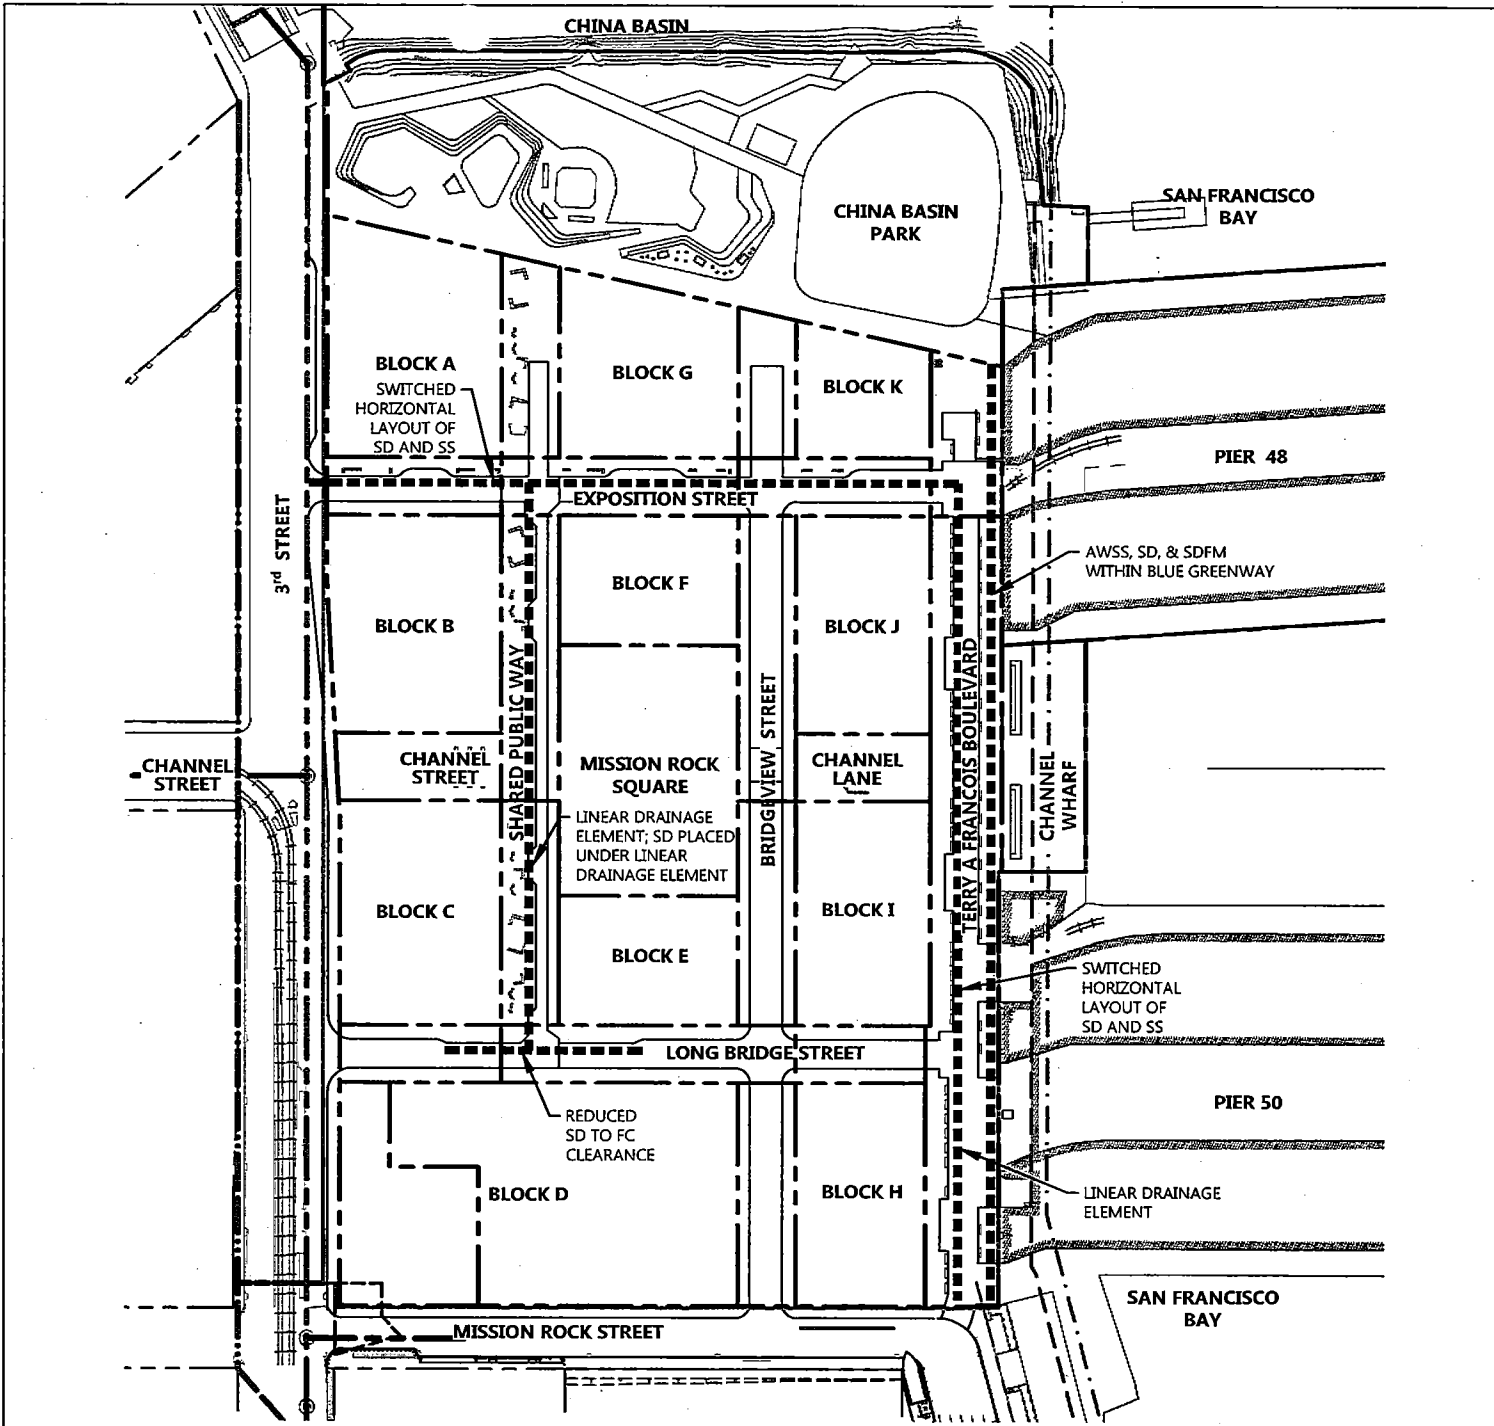 CHINA BASIN
SAN FRANCISCO
BAY
CHINA BASIN
PARK
BLOCK A
SWITCHED
HORIZONTAL
LAYOUT OF
SD AND SS
BLOCK G
BLOCK K
PIER 48
EXPOSITION STREET
3rd STREET
AWSS, SD, & SDFM
WITHIN BLUE GREENWAY
BLOCK F
BLOCK B
BLOCK J
SHARED PUBLIC WAY
BRIDGEVIEW STREET
TERRY A FRANCOIS BOULEVARD
CHANNEL
STREET
CHANNEL
STREET
MISSION ROCK
SQUARE
CHANNEL
LANE
CHANNEL
WHARF
LINEAR DRAINAGE
ELEMENT; SD PLACED
UNDER LINEAR
DRAINAGE ELEMENT
BLOCK C
BLOCK I
BLOCK E
SWITCHED
HORIZONTAL
LAYOUT OF
SD AND SS
LONG BRIDGE STREET
REDUCED
SD TO FC
CLEARANCE
PIER 50
BLOCK D
BLOCK H
LINEAR DRAINAGE
ELEMENT
SAN FRANCISCO
BAY
MISSION ROCK STREET